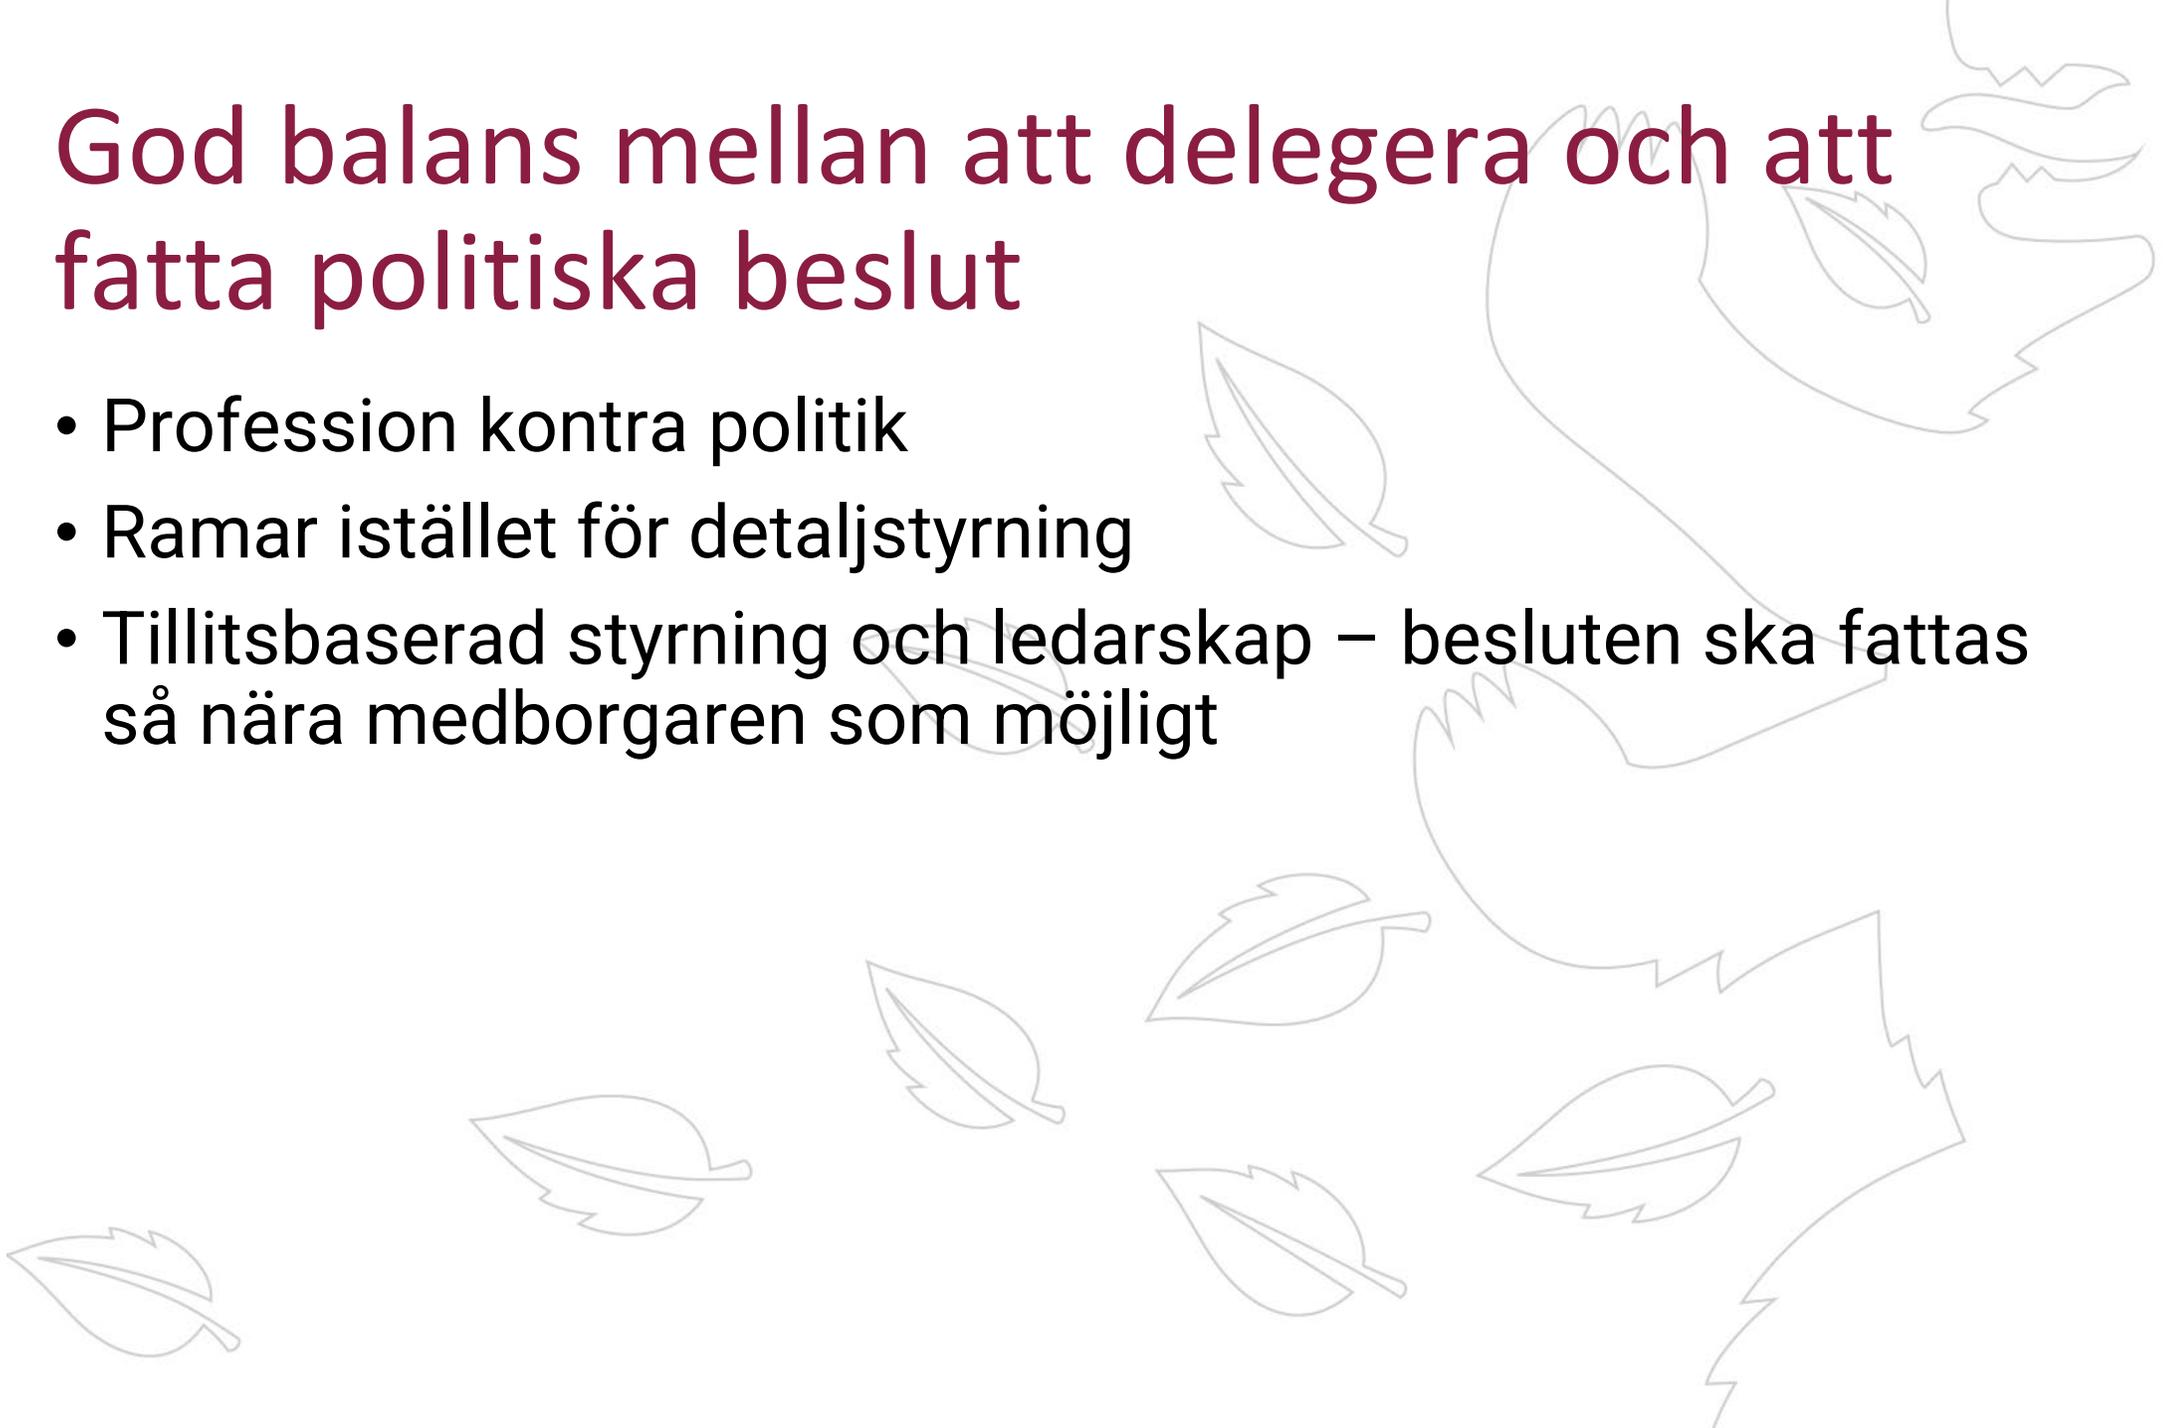 God balans mellan att delegera och att
fatta politiska beslut
• Profession kontra politik
• Ramar istället för detaljstyrning
• Tillitsbaserad styrning och ledarskap – besluten ska fattas
så nära medborgaren som möjligt